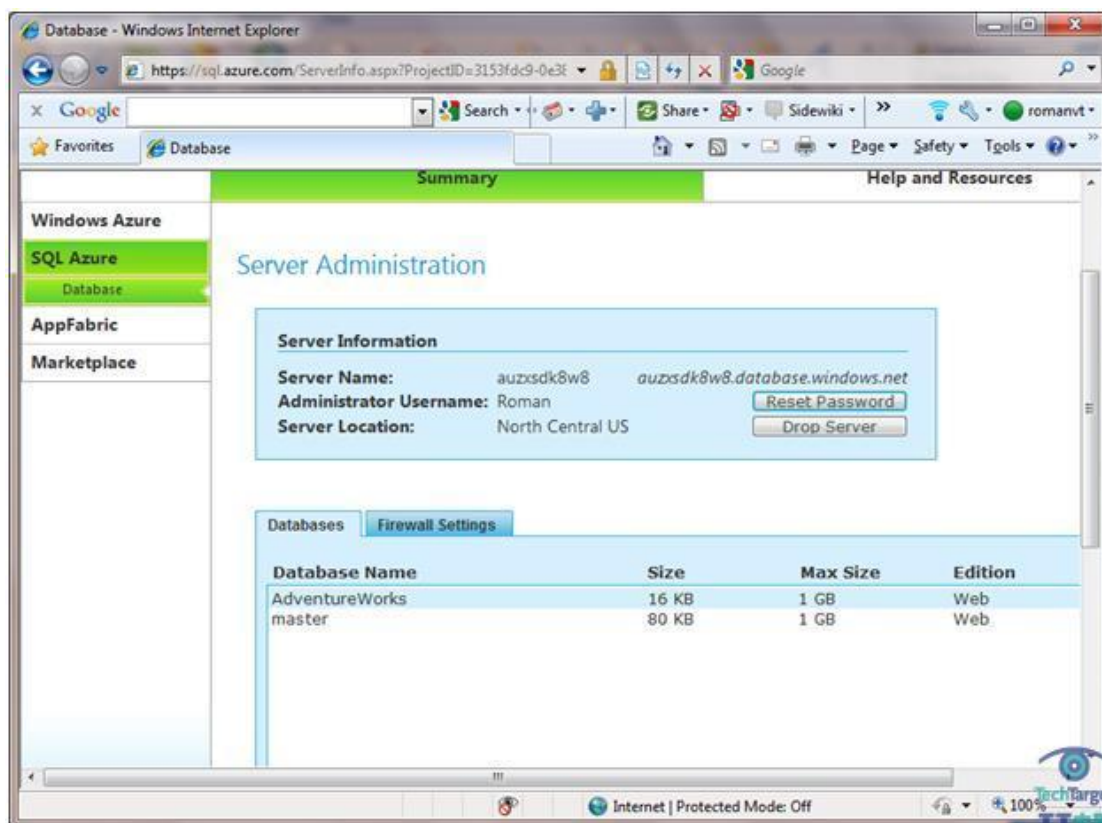 Database - Windows Internet Explorer
https://sql.azure.com/ServerInfo.aspx?ProjectID=3153fdc9-0e3 Google
x Google Search Share Sidewiki » romanvt
Favorites Database Page Safety Tools »
Summary Help and Resources
Windows Azure
SQL Azure
Database
AppFabric
Marketplace
Server Administration
Server Information
Server Name: auzxsdk8w8 auzxsdk8w8.database.windows.net
Administrator Username: Roman Reset Password
Server Location: North Central US Drop Server
Databases Firewall Settings
Database Name Size Max Size Edition
AdventureWorks 16 KB 1 GB Web
master 80 KB 1 GB Web
Internet | Protected Mode: Off 100%